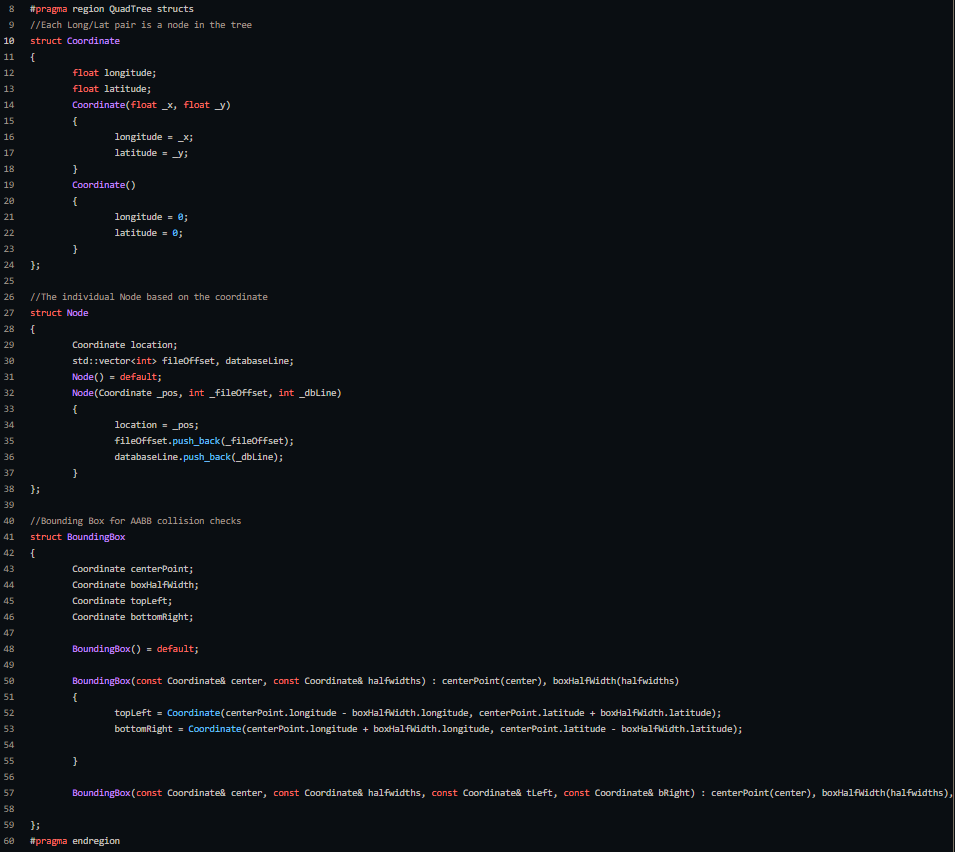 8 #pragma region QuadTree structs
9 //Each Long/Lat pair is a node in the tree
10 struct Coordinate
11 {
12 float longitude;
13 float latitude;
14 Coordinate(float _x, float _y)
15 {
16 longitude = _x;
17 latitude = _y;
18 }
19 Coordinate()
20 {
21 longitude = 0;
22 latitude = 0;
23 }
24 };
25
26 //The individual Node based on the coordinate
27 struct Node
28 {
29 Coordinate location;
30 std::vector<int> fileOffset, databaseLine;
31 Node() = default;
32 Node(Coordinate _pos, int _fileOffset, int _dbLine)
33 {
34 location = _pos;
35 fileOffset.push_back(_fileOffset);
36 databaseLine.push_back(_dbLine);
37 }
38 };
39
40 //Bounding Box for AABB collision checks
41 struct BoundingBox
42 {
43 Coordinate centerPoint;
44 Coordinate boxHalfWidth;
45 Coordinate topLeft;
46 Coordinate bottomRight;
47
48 BoundingBox() = default;
49
50 BoundingBox(const Coordinate& center, const Coordinate& halfwidths) : centerPoint(center), boxHalfWidth(halfwidths)
51 {
52 topLeft = Coordinate(centerPoint.longitude - boxHalfWidth.longitude, centerPoint.latitude + boxHalfWidth.latitude);
53 bottomRight = Coordinate(centerPoint.longitude + boxHalfWidth.longitude, centerPoint.latitude - boxHalfWidth.latitude);
54
55 }
56
57 BoundingBox(const Coordinate& center, const Coordinate& halfwidths, const Coordinate& tLeft, const Coordinate& bRight) : centerPoint(center), boxHalfWidth(halfwidths),
58
59 };
60 #pragma endregion